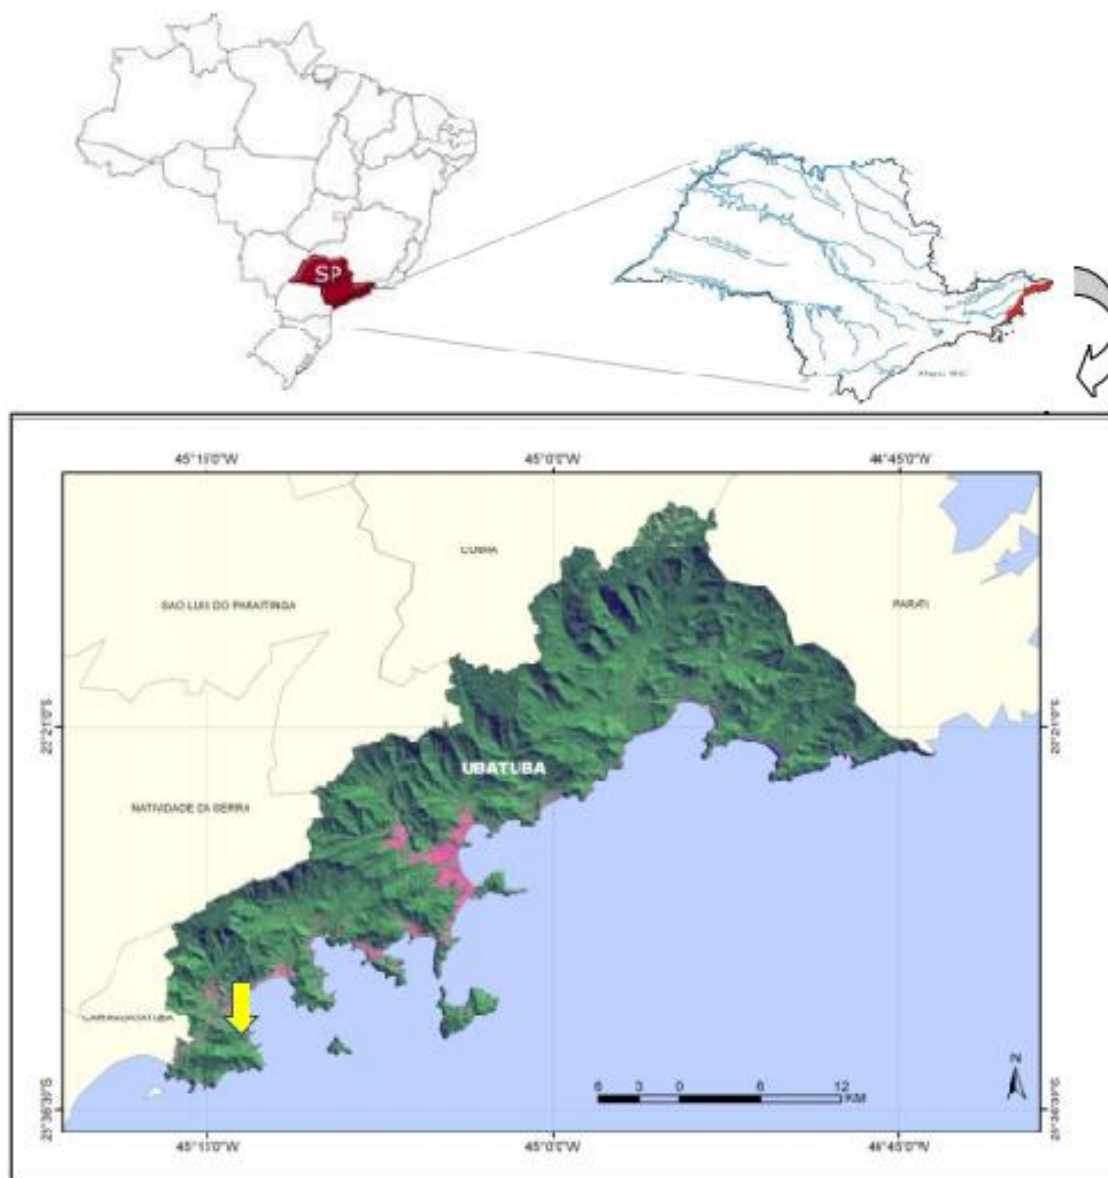 SP
45°15'0"W
45°0'0"W
44°45'0"W
CUNHA
SAO LUIS DO PARAITINGA
PARATI
UBATUBA
NATIVIDADE DA SERRA
CARAGUATATUBA
6 3 0 6 12
KM
N
45°15'0"W
45°0'0"W
44°45'0"W